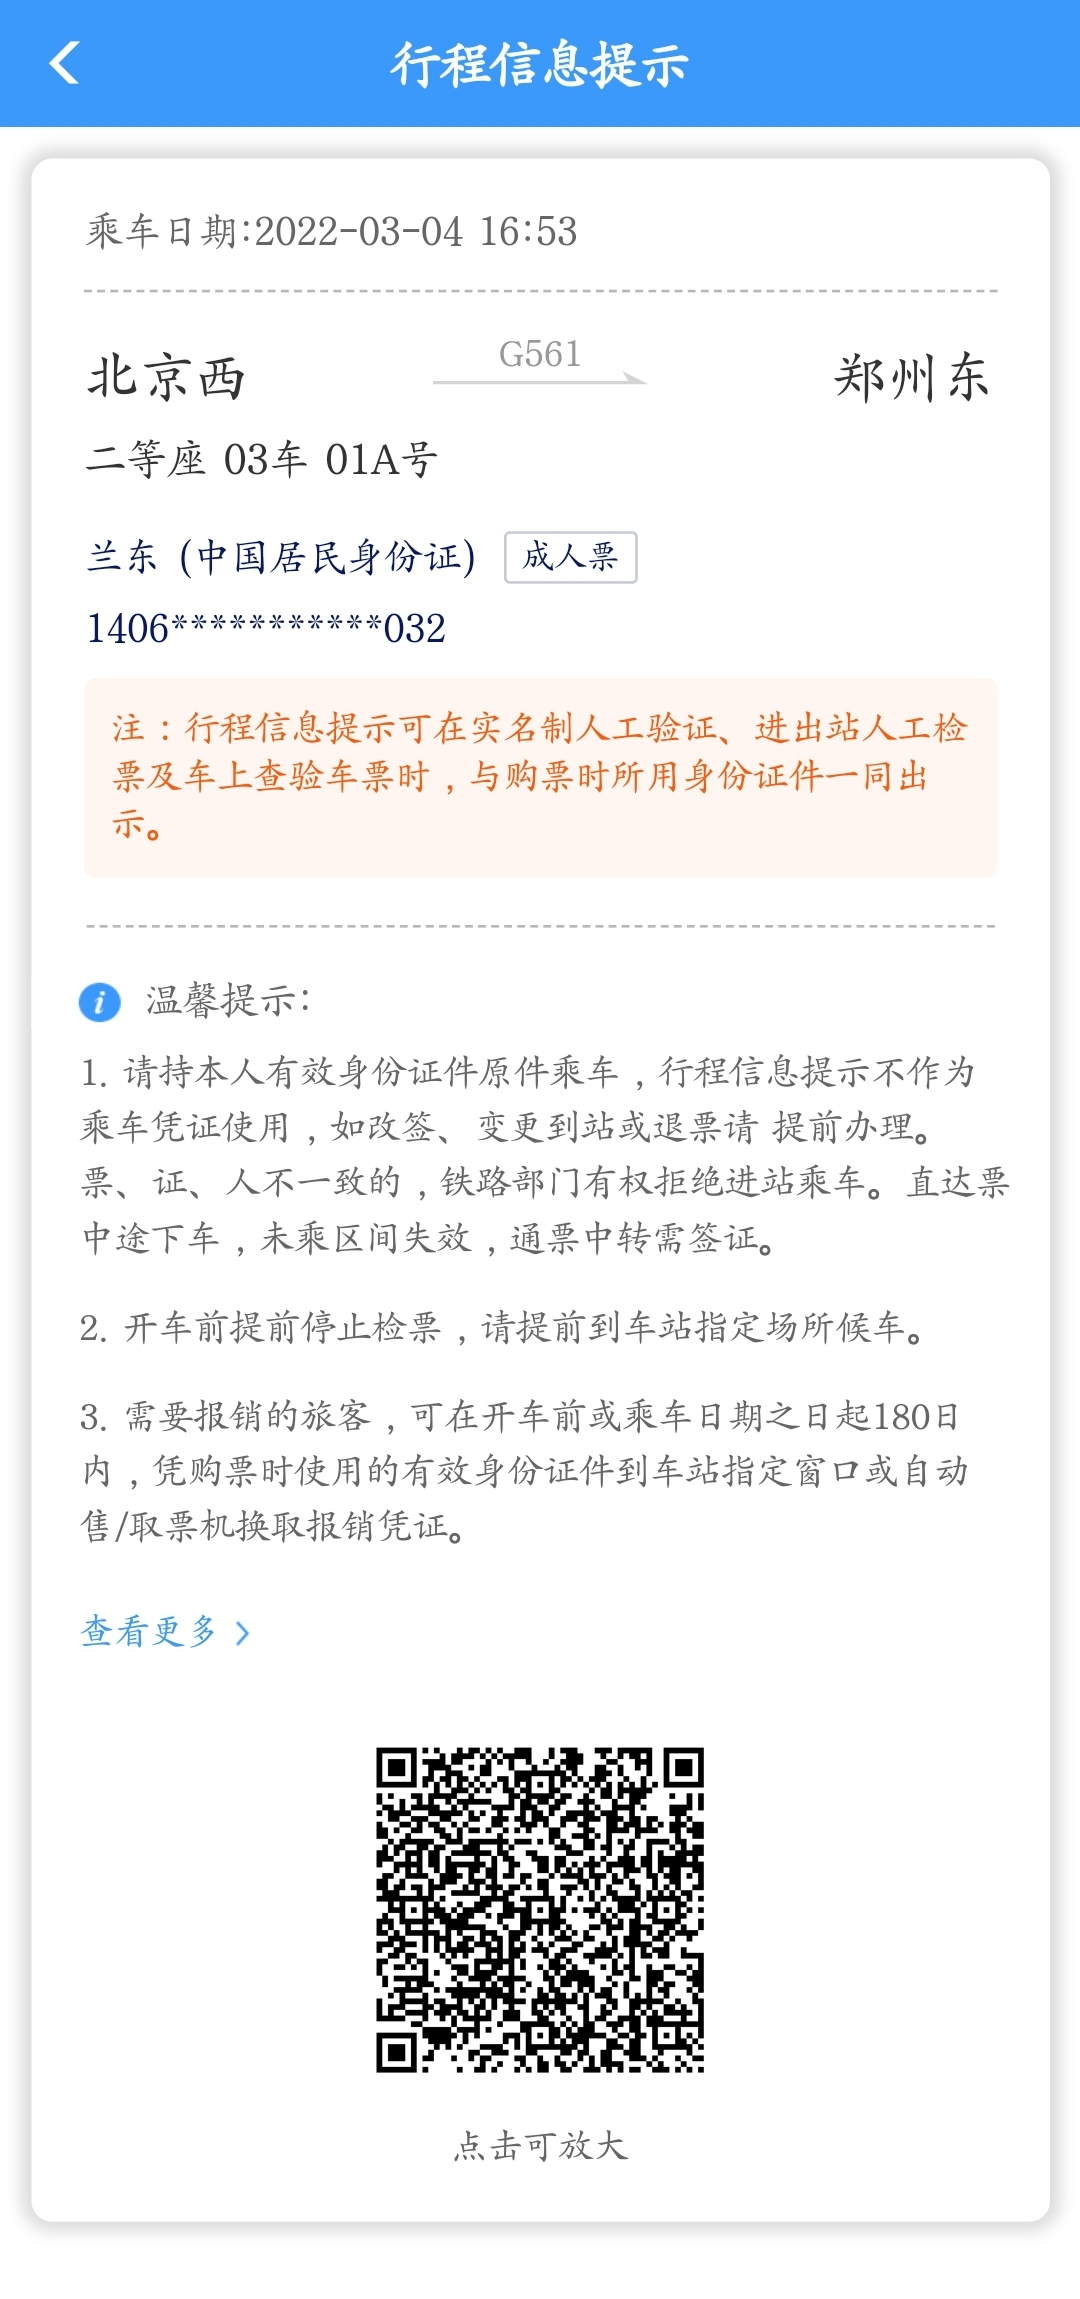 行程信息提示
乘车日期:2022-03-04 16:53
G561
北京西 郑州东
二等座 03车 01A号
兰东 (中国居民身份证) 成人票
1406***********032
注：行程信息提示可在实名制人工验证、进出站人工检
票及车上查验车票时，与购票时所用身份证件一同出
示。
温馨提示:
1. 请持本人有效身份证件原件乘车，行程信息提示不作为
乘车凭证使用，如改签、变更到站或退票请 提前办理。
票、证、人不一致的，铁路部门有权拒绝进站乘车。直达票
中途下车，未乘区间失效，通票中转需签证。
2. 开车前提前停止检票，请提前到车站指定场所候车。
3. 需要报销的旅客，可在开车前或乘车日期之日起180日
内，凭购票时使用的有效身份证件到车站指定窗口或自动
售/取票机换取报销凭证。
查看更多
点击可放大